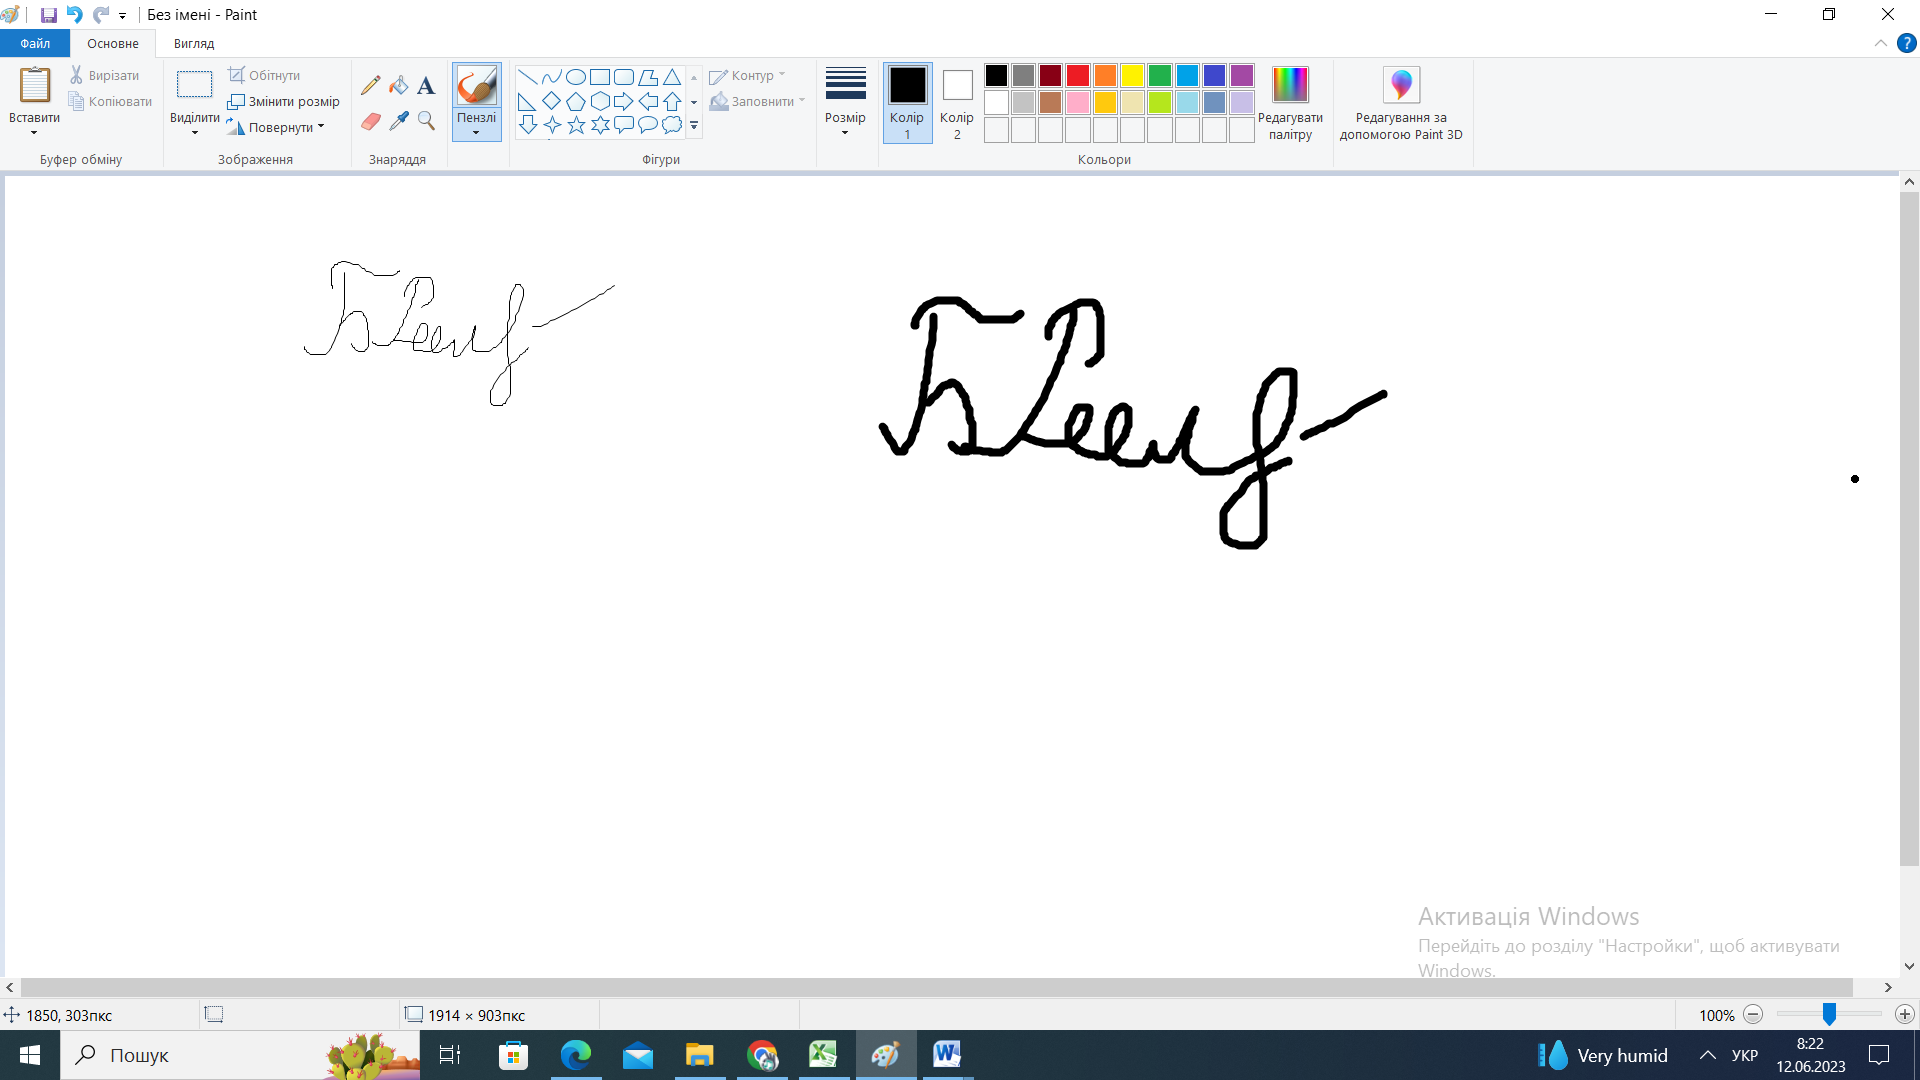 Без імені - Paint
Файл Основне Вигляд
Вставити
Вирізати
Копіювати
Буфер обміну
Виділити
Обітнути
Змінити розмір
Повернути
Зображення
A
Знаряддя
Пензлі
Контур
Заповнити
Фігури
Розмір
Колір
1
Колір
2
Редагувати
палітру
Кольори
Редагування за
допомогою Paint 3D
Активація Windows
Перейдіть до розділу "Настройки", щоб активувати
Windows.
1850, 303пкс 1914 × 903пкс 100%
Пошук Very humid УКР 8:22
12.06.2023